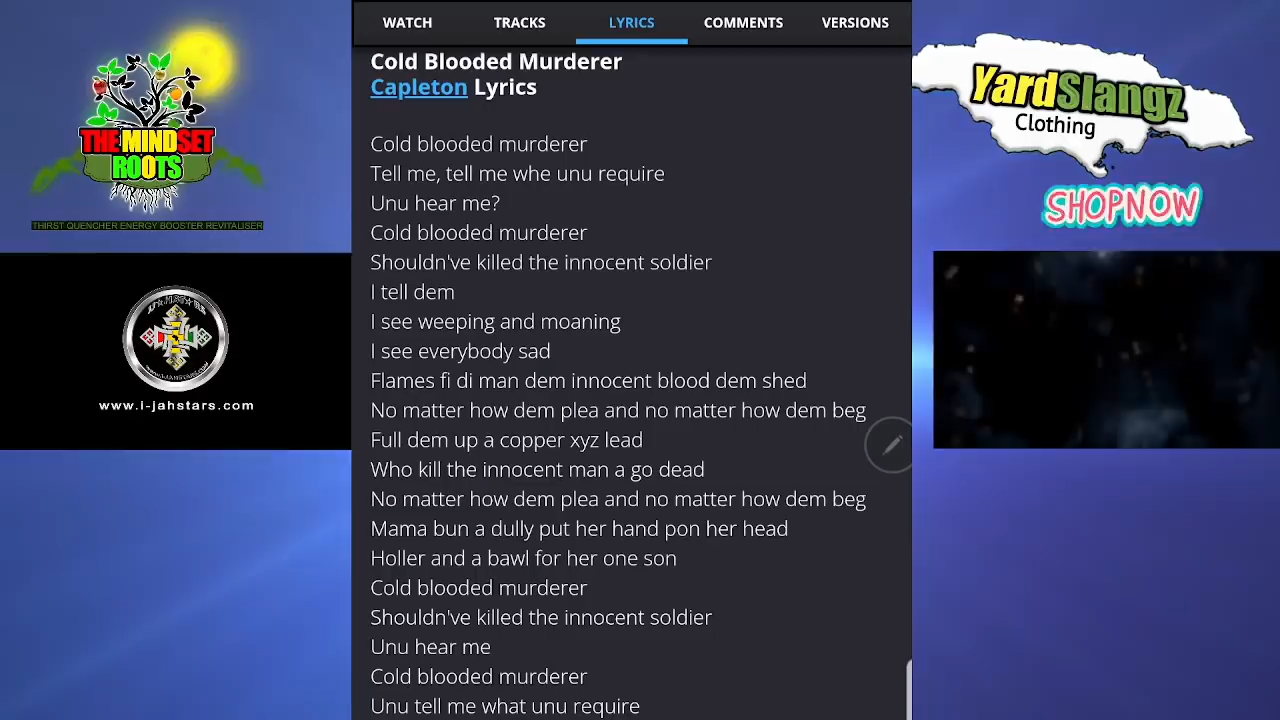 WATCH
TRACKS
LYRICS
COMMENTS
VERSIONS
Cold Blooded Murderer
Capleton Lyrics
Cold blooded murderer
Tell me, tell me whe unu require
Unu hear me?
Cold blooded murderer
Shouldn've killed the innocent soldier
I tell dem
I see weeping and moaning
I see everybody sad
Flames fi di man dem innocent blood dem shed
No matter how dem plea and no matter how dem beg
Full dem up a copper xyz lead
Who kill the innocent man a go dead
No matter how dem plea and no matter how dem beg
Mama bun a dully put her hand pon her head
Holler and a bawl for her one son
Cold blooded murderer
Shouldn've killed the innocent soldier
Unu hear me
Cold blooded murderer
Unu tell me what unu require
THE MINDSET
ROOTS
THIRST QUENCHER ENERGY BOOSTER REVITALISER
www.i-jahstars.com
YardSlangz
Clothing
SHOPNOW